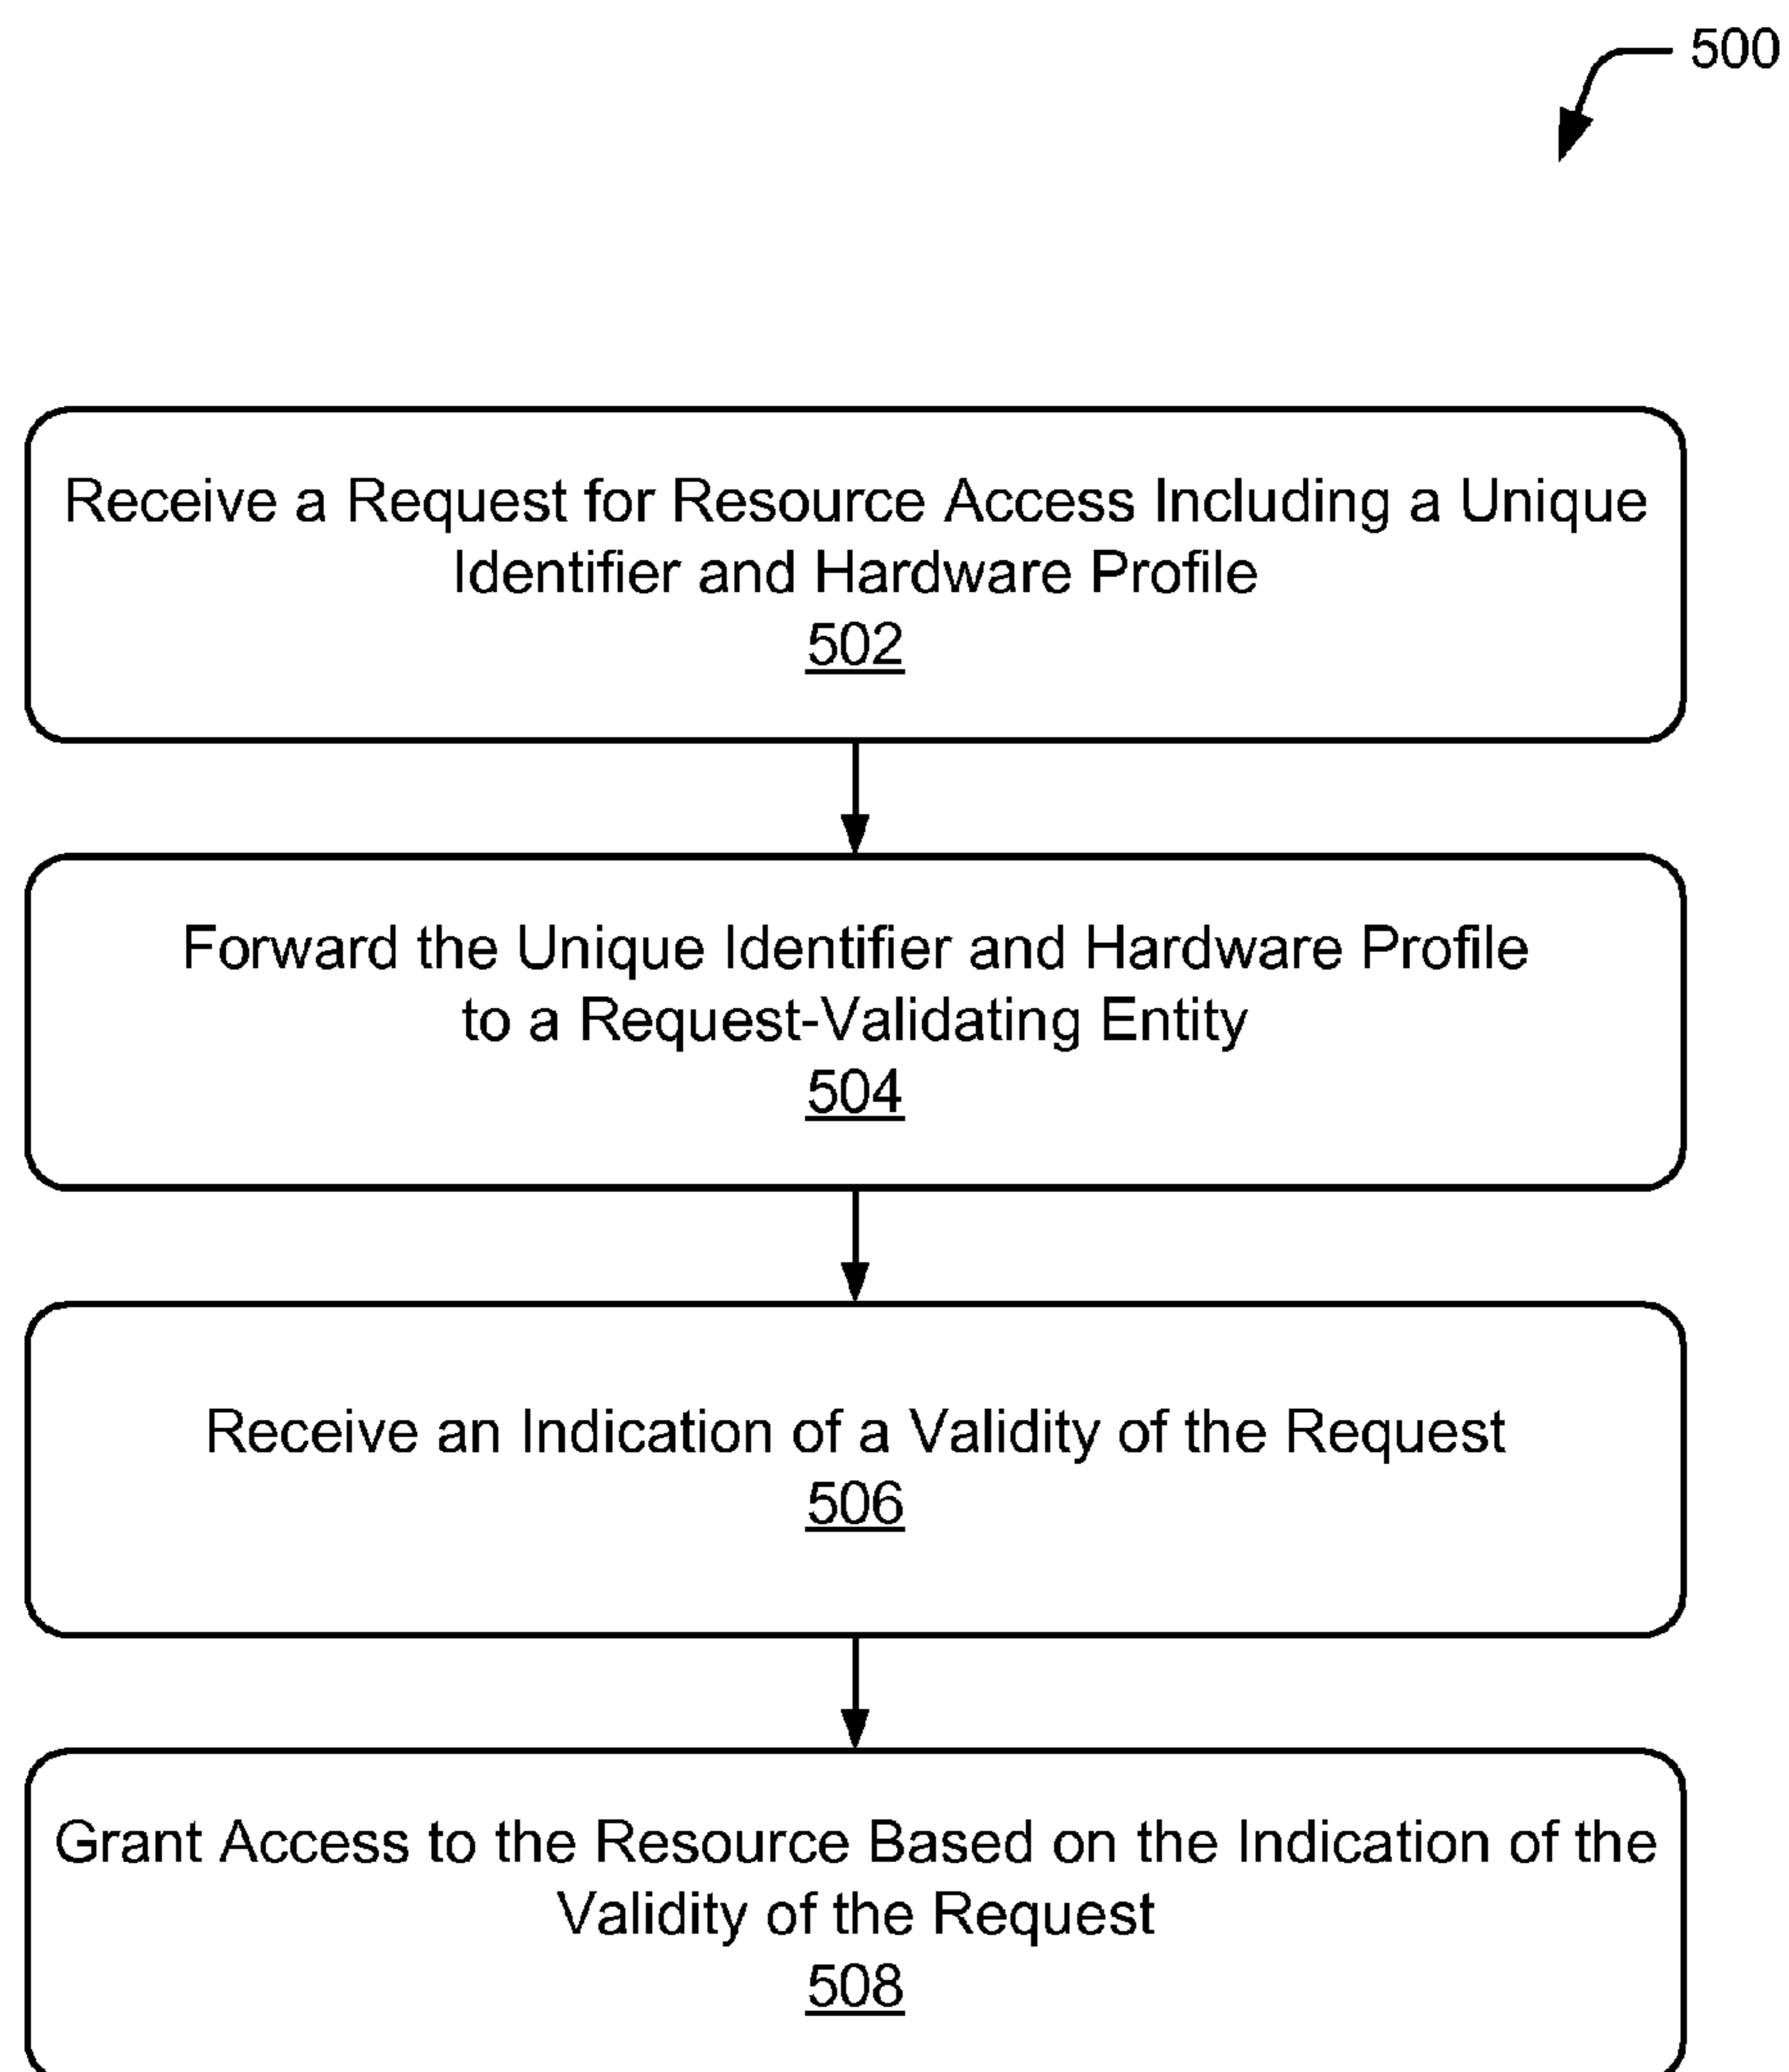 500
Receive a Request for Resource Access Including a Unique
Identifier and Hardware Profile
502
Forward the Unique Identifier and Hardware Profile
to a Request-Validating Entity
504
Receive an Indication of a Validity of the Request
506
Grant Access to the Resource Based on the Indication of the
Validity of the Request
508